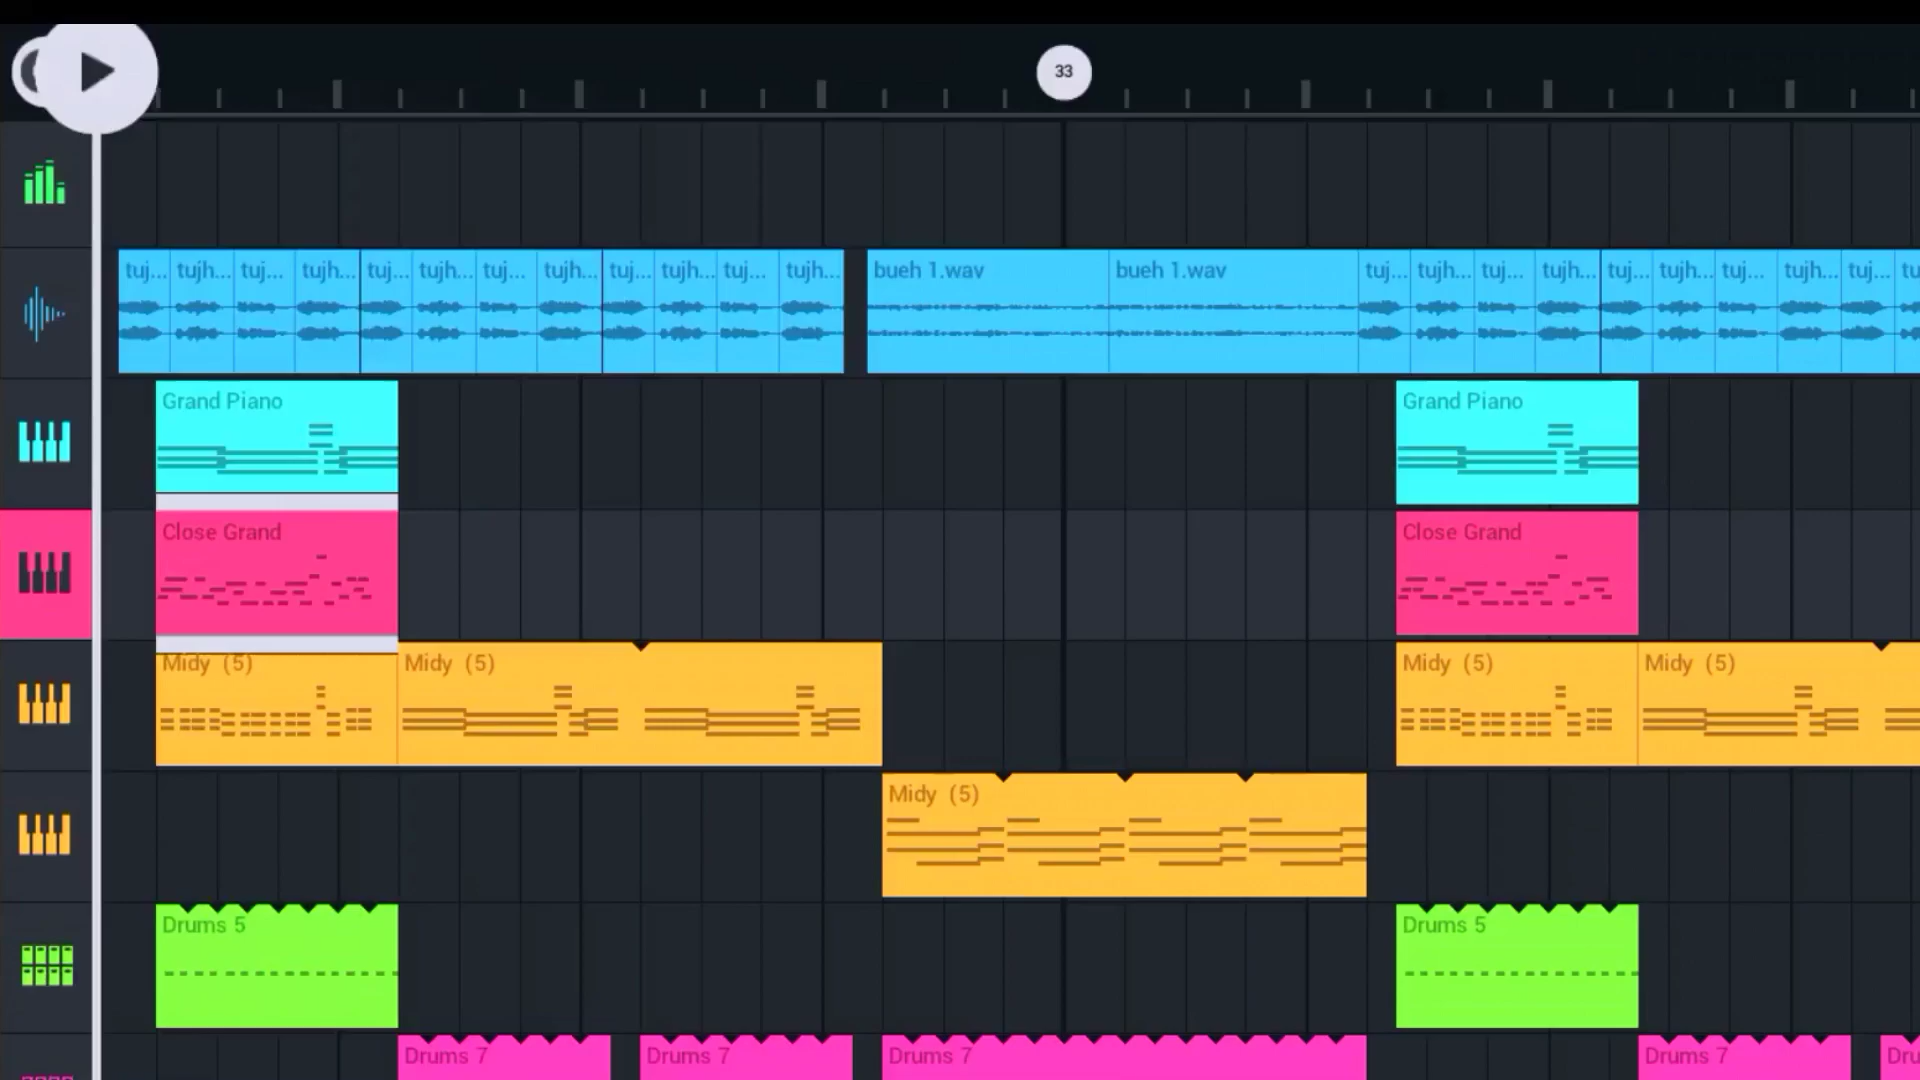 33
tuj... tujh... tuj... tujh... tuj... tujh... tuj... tujh... tuj... tujh... tuj... tujh... bueh 1.wav bueh 1.wav tuj... tujh... tuj... tujh... tuj... tujh... tuj... tujh... tuj... tu
Grand Piano Grand Piano
Close Grand Close Grand
Midy (5) Midy (5) Midy (5) Midy (5)
Midy (5)
Drums 5 Drums 5
Drums 7 Drums 7 Drums 7 Drums 7 Dru